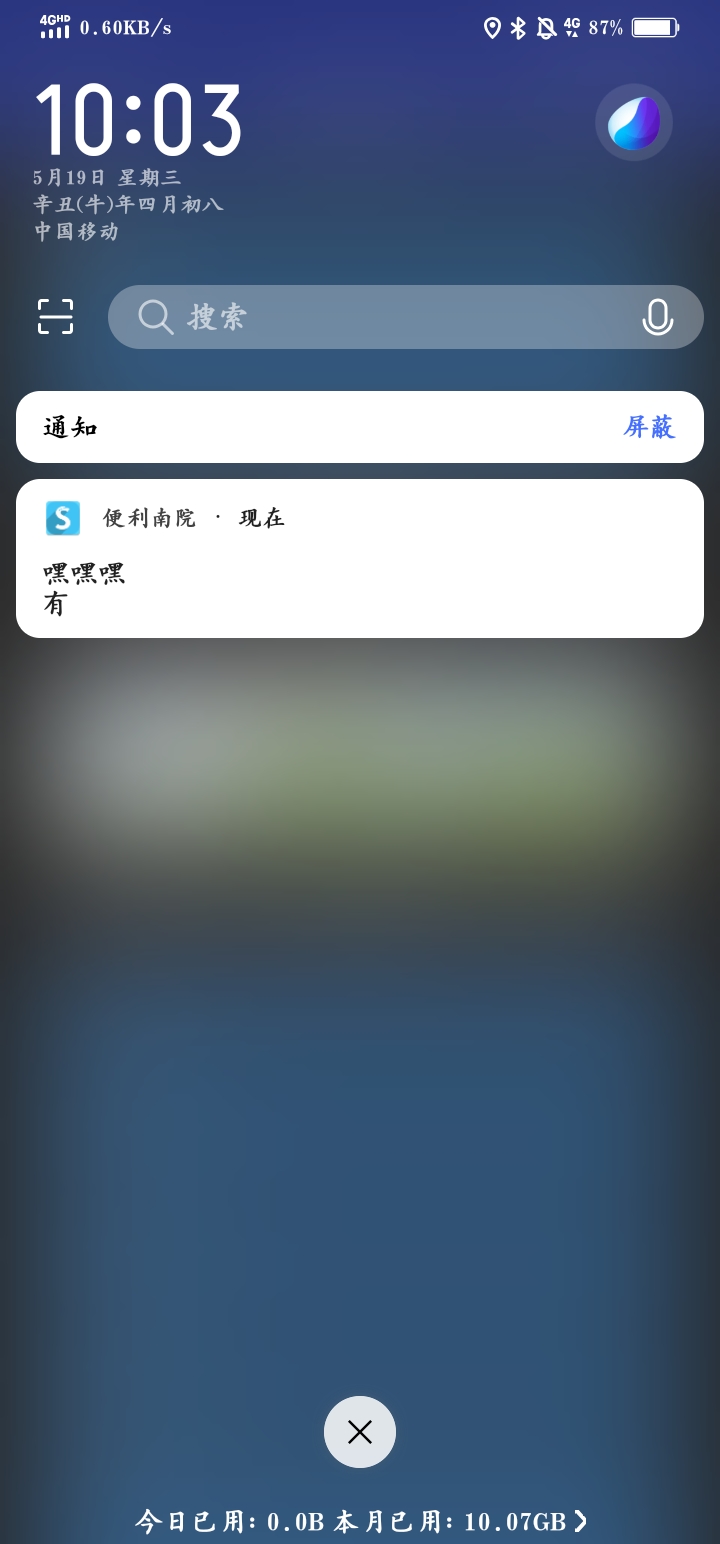 4GHD 0.60KB/s 4G 87%
10:03
5月19日 星期三
辛丑(牛)年四月初八
中国移动
搜索
通知 屏蔽
S 便利南院 · 现在
嘿嘿嘿
有
今日已用: 0.0B 本月已用: 10.07GB